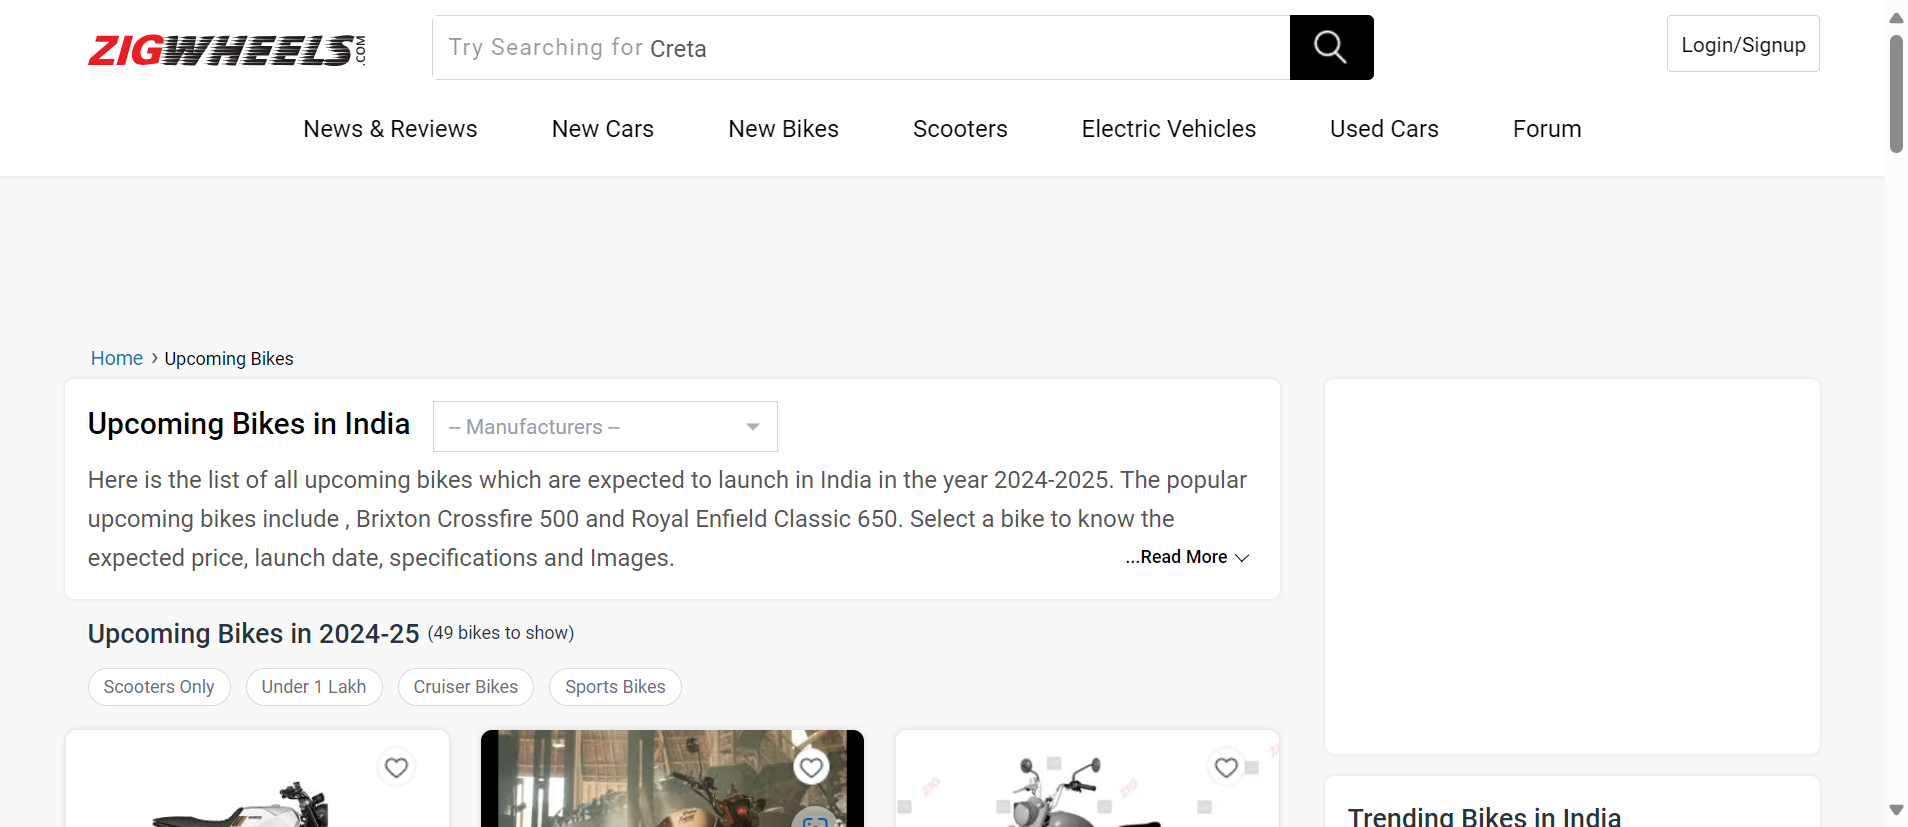 ZIGWHEELS.COM
Try Searching for Creta
Login/Signup
News & Reviews
New Cars
New Bikes
Scooters
Electric Vehicles
Used Cars
Forum
Home › Upcoming Bikes
Upcoming Bikes in India
-- Manufacturers --
Here is the list of all upcoming bikes which are expected to launch in India in the year 2024-2025. The popular
upcoming bikes include , Brixton Crossfire 500 and Royal Enfield Classic 650. Select a bike to know the
expected price, launch date, specifications and Images.
...Read More
Upcoming Bikes in 2024-25 (49 bikes to show)
Scooters Only
Under 1 Lakh
Cruiser Bikes
Sports Bikes
ZIG
ZIG
Trending Bikes in India